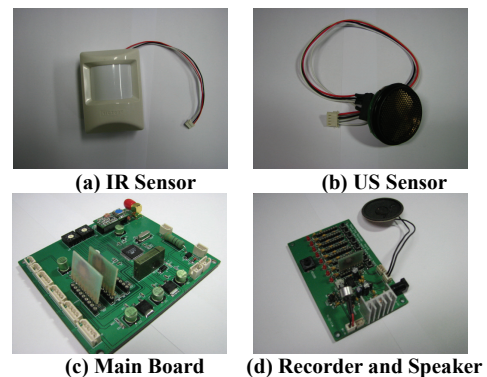 (a) IR Sensor
(b) US Sensor
(c) Main Board
(d) Recorder and Speaker